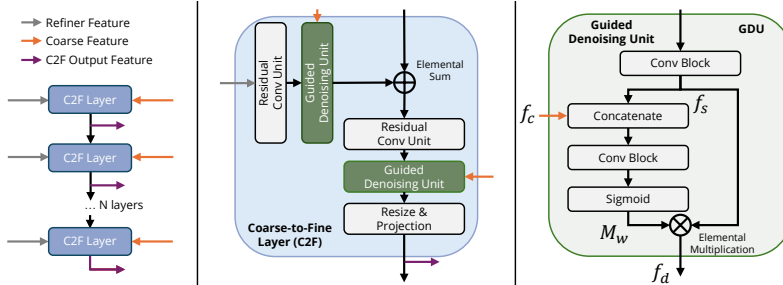 Refiner Feature
Coarse Feature
C2F Output Feature
C2F Layer
C2F Layer
... N layers
C2F Layer
Residual
Conv Unit
Guided
Denoising Unit
Elemental
Sum
Residual
Conv Unit
Guided
Denoising Unit
Resize &
Projection
Coarse-to-Fine
Layer (C2F)
Guided
Denoising Unit
GDU
Conv Block
f_s
f_c
Concatenate
Conv Block
Sigmoid
M_w
Elemental
Multiplication
f_d